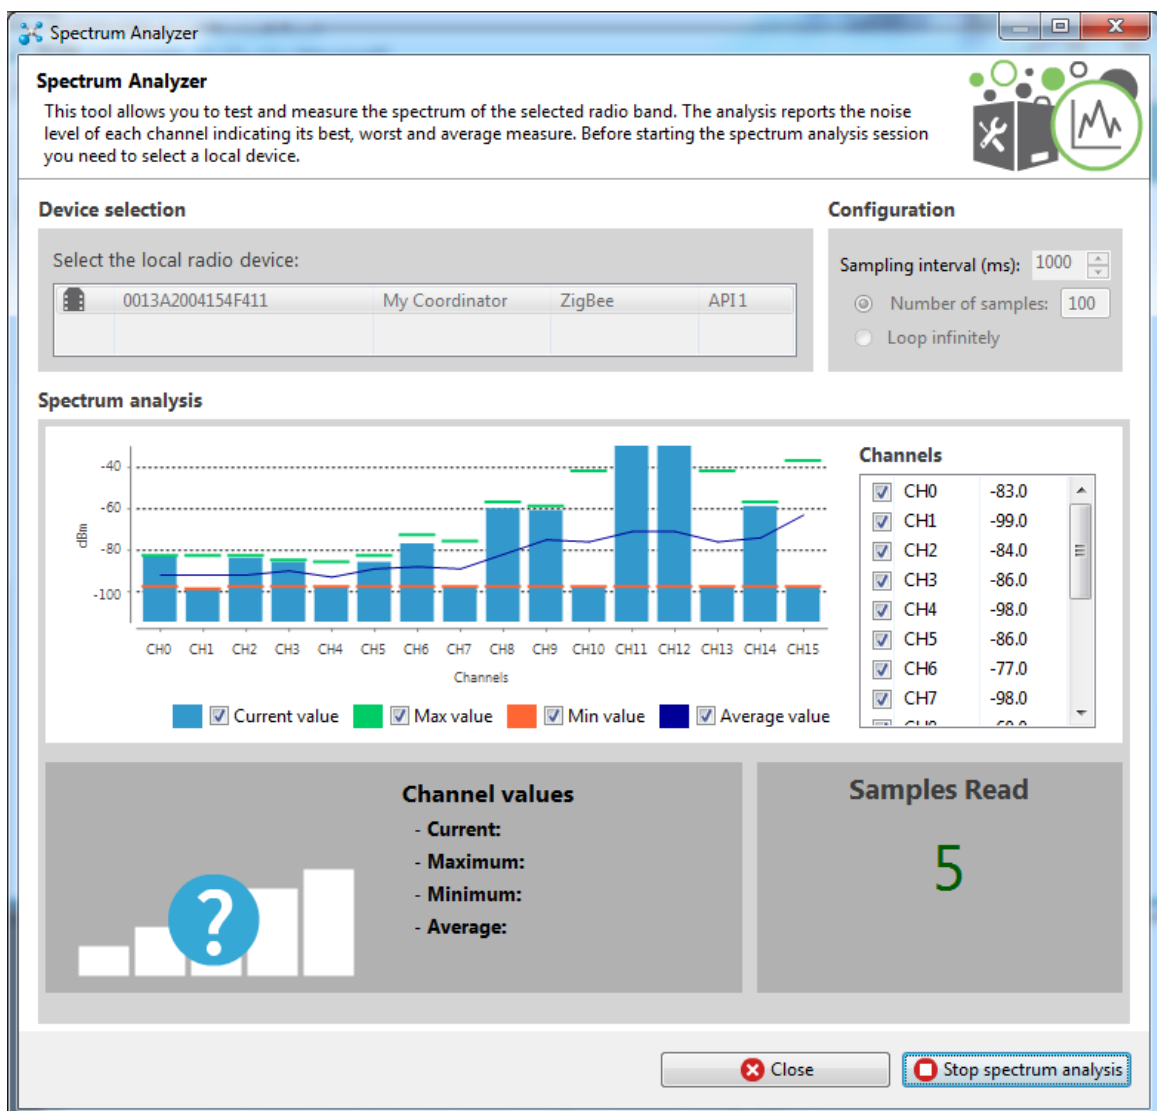 Spectrum Analyzer
Spectrum Analyzer
This tool allows you to test and measure the spectrum of the selected radio band. The analysis reports the noise
level of each channel indicating its best, worst and average measure. Before starting the spectrum analysis session
you need to select a local device.
Device selection
Select the local radio device:
0013A2004154F411 My Coordinator ZigBee API 1
Configuration
Sampling interval (ms): 1000
Number of samples: 100
Loop infinitely
Spectrum analysis
dBm
-40
-60
-80
-100
CH0 CH1 CH2 CH3 CH4 CH5 CH6 CH7 CH8 CH9 CH10 CH11 CH12 CH13 CH14 CH15
Channels
Current value Max value Min value Average value
Channels
CH0 -83.0
CH1 -99.0
CH2 -84.0
CH3 -86.0
CH4 -98.0
CH5 -86.0
CH6 -77.0
CH7 -98.0
?
Channel values
- Current:
- Maximum:
- Minimum:
- Average:
Samples Read
5
Close
Stop spectrum analysis